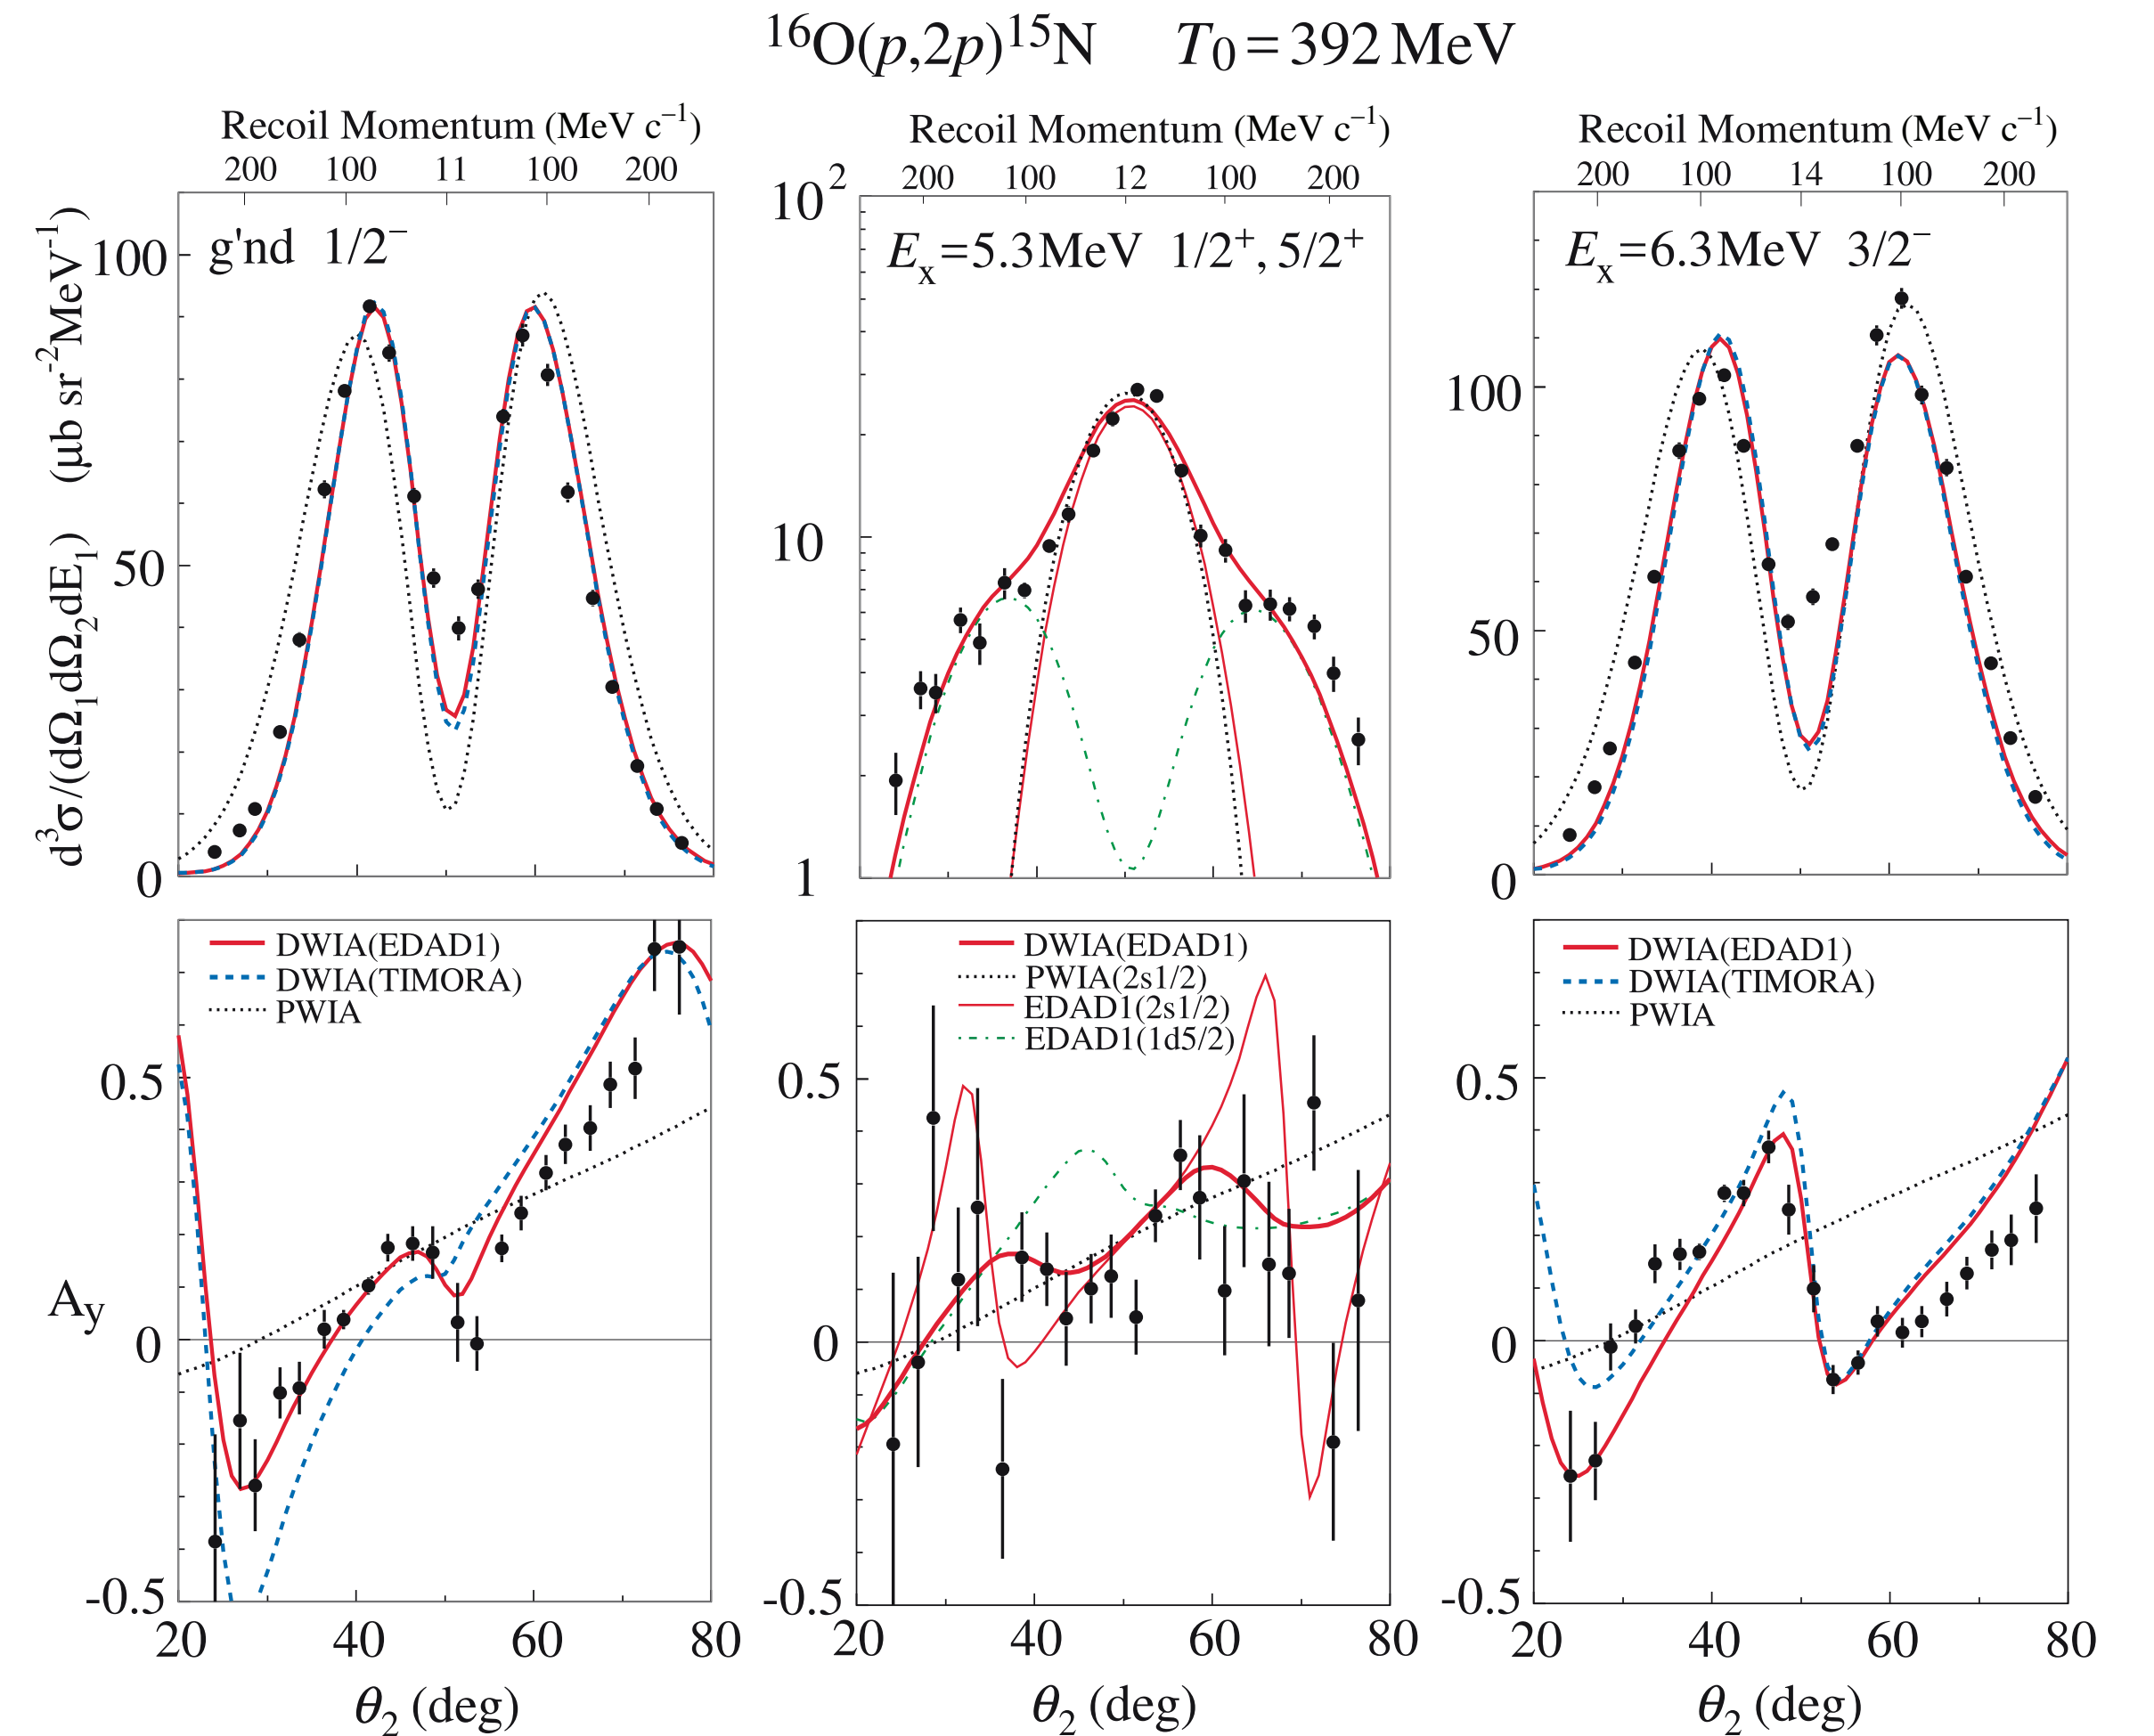 ¹⁶O(p,2p)¹⁵N T₀=392 MeV
Recoil Momentum (MeV c⁻¹)
200 100 11 100 200
Recoil Momentum (MeV c⁻¹)
200 100 12 100 200
Recoil Momentum (MeV c⁻¹)
200 100 14 100 200
d³σ/(dΩ₁dΩ₂dE₁) (μb sr⁻²MeV⁻¹)
g'nd 1/2⁻
100
50
0
Eₓ=5.3MeV 1/2⁺, 5/2⁺
10²
10
1
Eₓ=6.3MeV 3/2⁻
100
50
0
Ay
DWIA(EDAD1)
DWIA(TIMORA)
PWIA
0.5
0
-0.5
20 40 60 80
θ₂ (deg)
DWIA(EDAD1)
PWIA(2s1/2)
EDAD1(2s1/2)
EDAD1(1d5/2)
0.5
0
-0.5
20 40 60 80
θ₂ (deg)
DWIA(EDAD1)
DWIA(TIMORA)
PWIA
0.5
0
-0.5
20 40 60 80
θ₂ (deg)